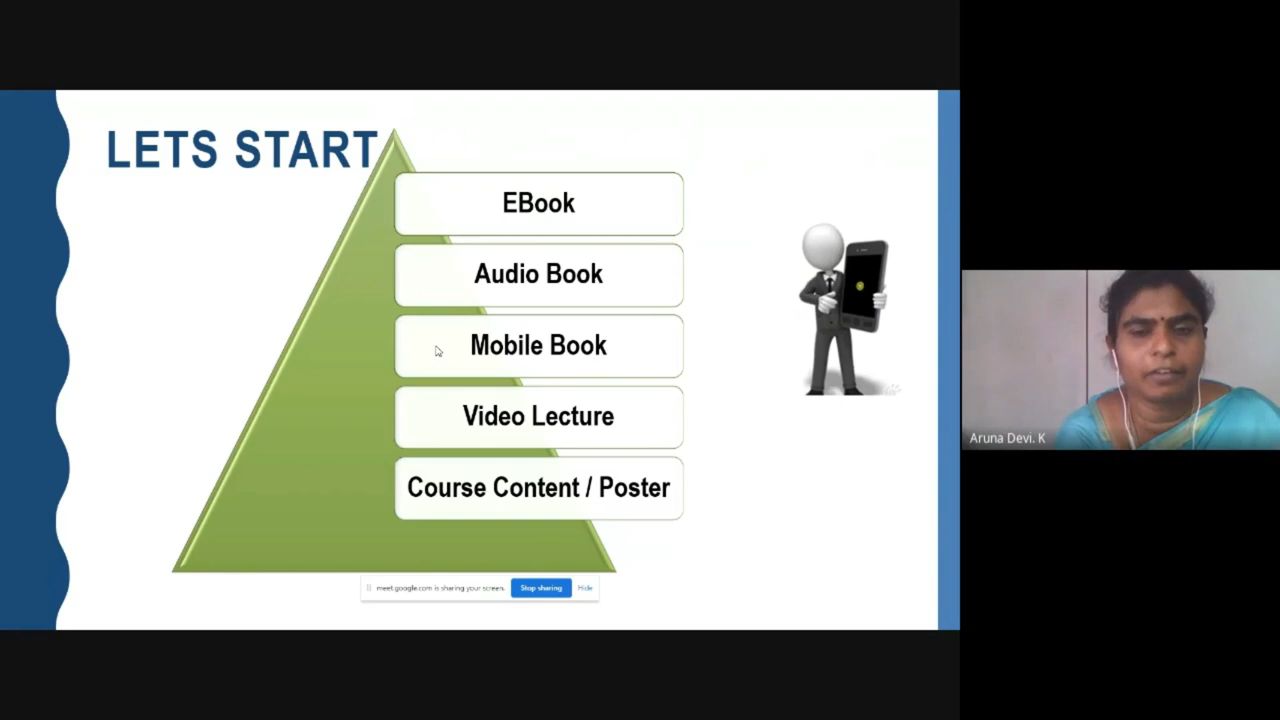 LETS START
EBook
Audio Book
Mobile Book
Video Lecture
Course Content / Poster
meet.google.com is sharing your screen. Stop sharing Hide
Aruna Devi. K